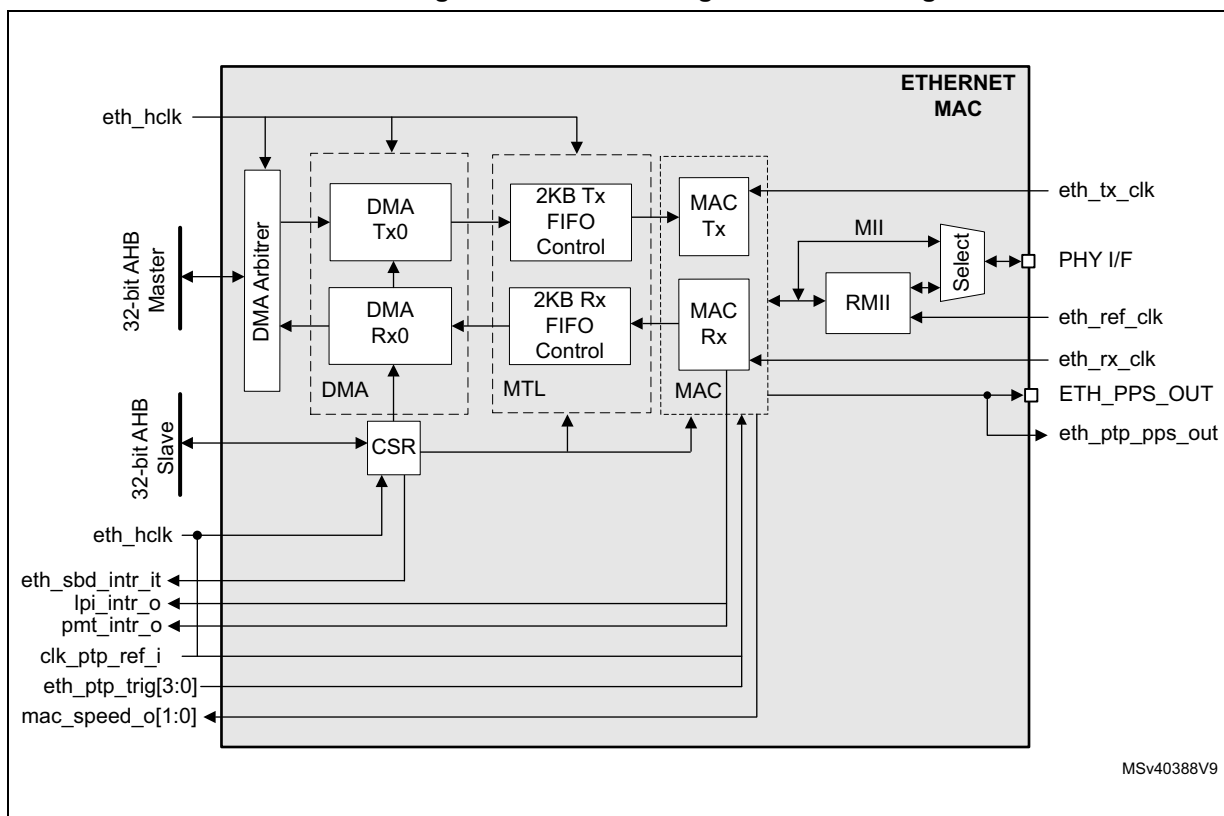 ETHERNET
MAC
eth_hclk
DMA
Tx0
2KB Tx
FIFO
Control
MAC
Tx
eth_tx_clk
MII
Select
PHY I/F
32-bit AHB
Master
DMA Arbitrer
DMA
Rx0
2KB Rx
FIFO
Control
MAC
Rx
RMII
eth_ref_clk
eth_rx_clk
DMA
MTL
MAC
ETH_PPS_OUT
eth_ptp_pps_out
32-bit AHB
Slave
CSR
eth_hclk
eth_sbd_intr_it
lpi_intr_o
pmt_intr_o
clk_ptp_ref_i
eth_ptp_trig[3:0]
mac_speed_o[1:0]
MSv40388V9